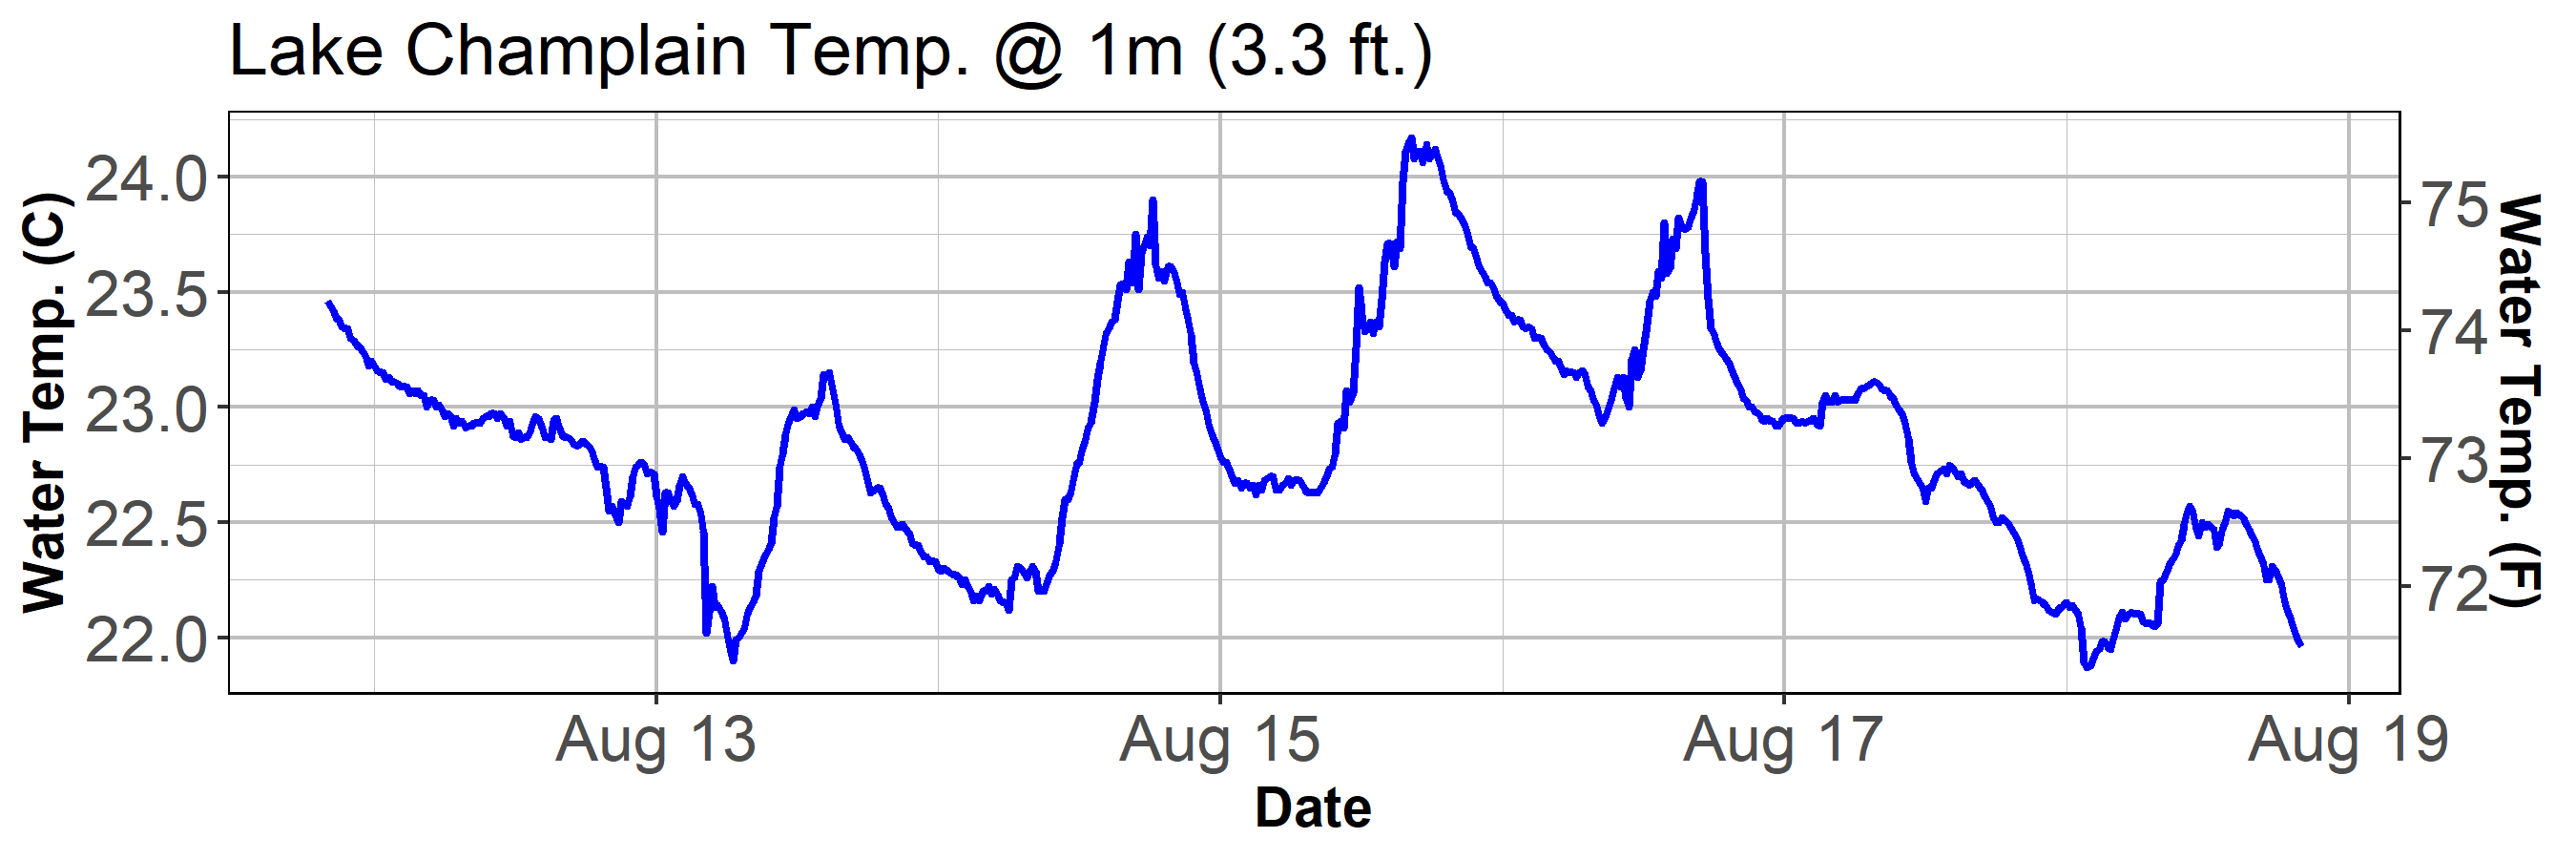 Lake Champlain Temp. @ 1m (3.3 ft.)
Water Temp. (C)
24.0
23.5
23.0
22.5
22.0
75
74
73
72
Water Temp. (F)
Aug 13
Aug 15
Aug 17
Aug 19
Date